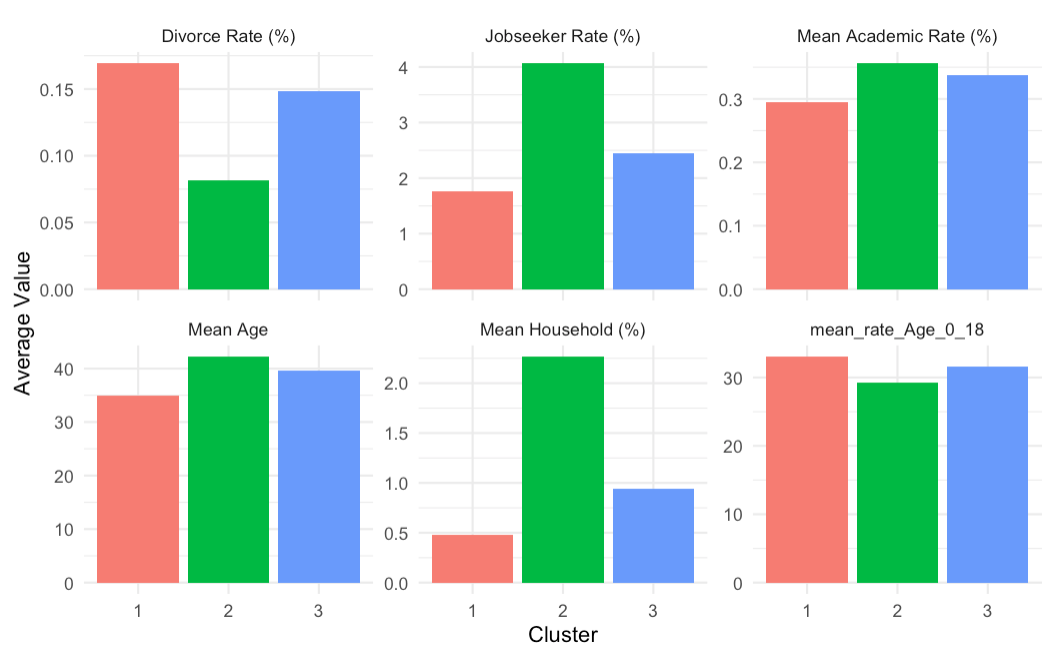 Divorce Rate (%)
Jobseeker Rate (%)
Mean Academic Rate (%)
0.15
0.10
0.05
0.00
4
3
2
1
0
0.3
0.2
0.1
0.0
Average Value
Mean Age
Mean Household (%)
mean_rate_Age_0_18
40
30
20
10
0
2.0
1.5
1.0
0.5
0.0
30
20
10
0
1 2 3
1 2 3
1 2 3
Cluster